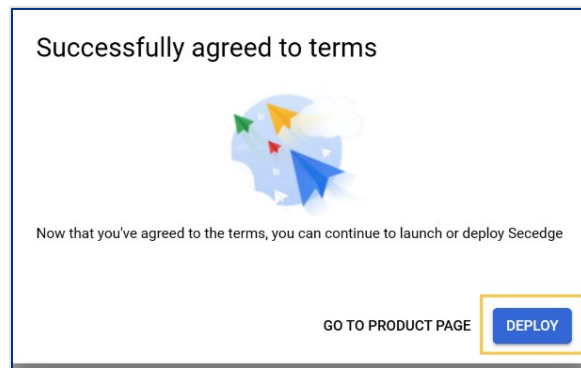 Successfully agreed to terms
Now that you've agreed to the terms, you can continue to launch or deploy Secedge
GO TO PRODUCT PAGE DEPLOY